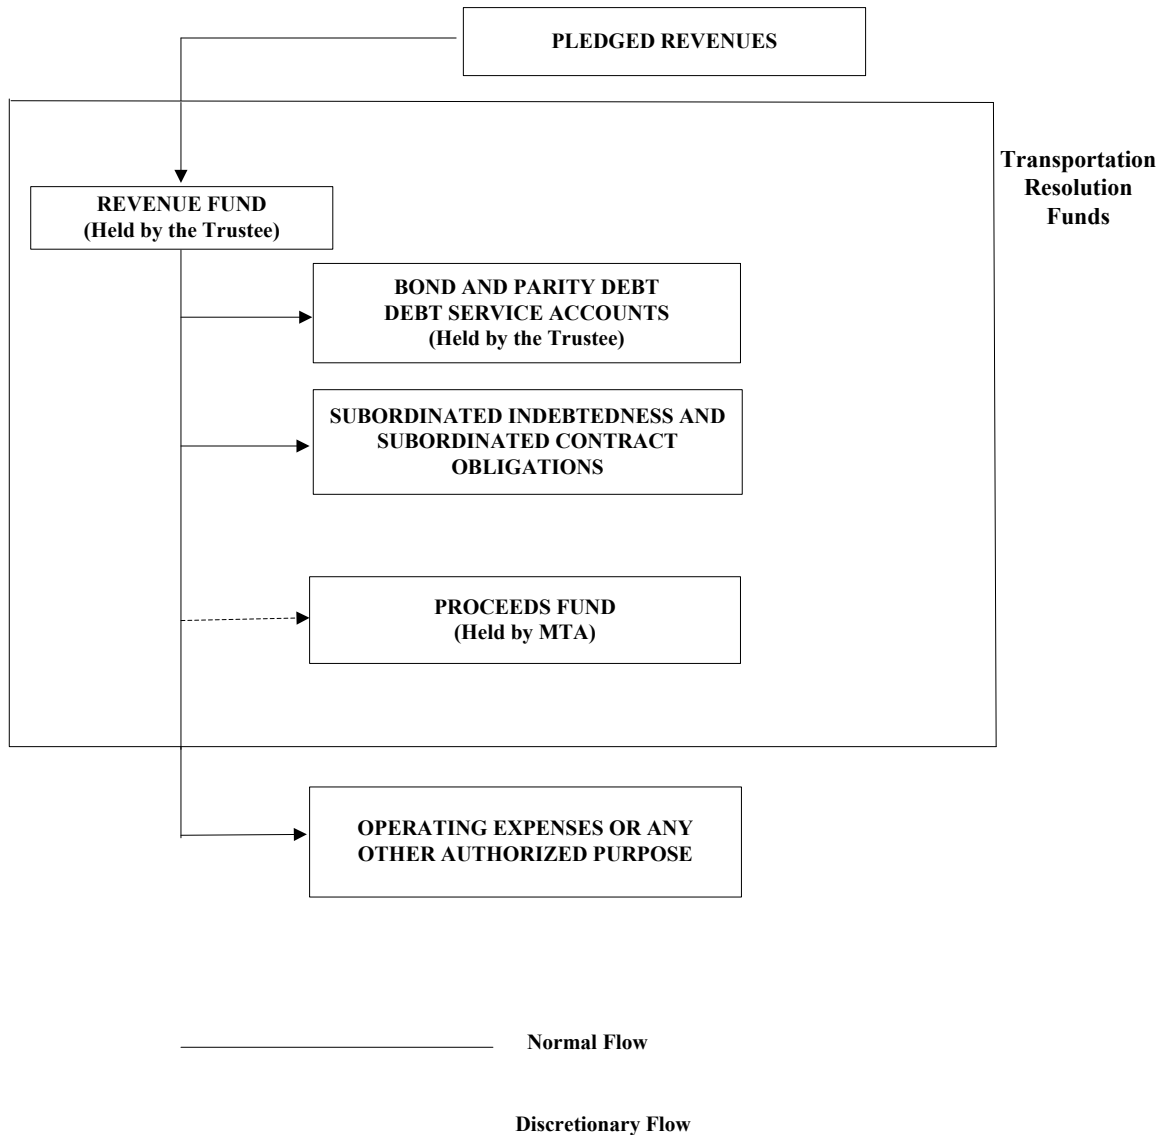 PLEDGED REVENUES
Transportation
Resolution
Funds
REVENUE FUND
(Held by the Trustee)
BOND AND PARITY DEBT
DEBT SERVICE ACCOUNTS
(Held by the Trustee)
SUBORDINATED INDEBTEDNESS AND
SUBORDINATED CONTRACT
OBLIGATIONS
PROCEEDS FUND
(Held by MTA)
OPERATING EXPENSES OR ANY
OTHER AUTHORIZED PURPOSE
Normal Flow
Discretionary Flow